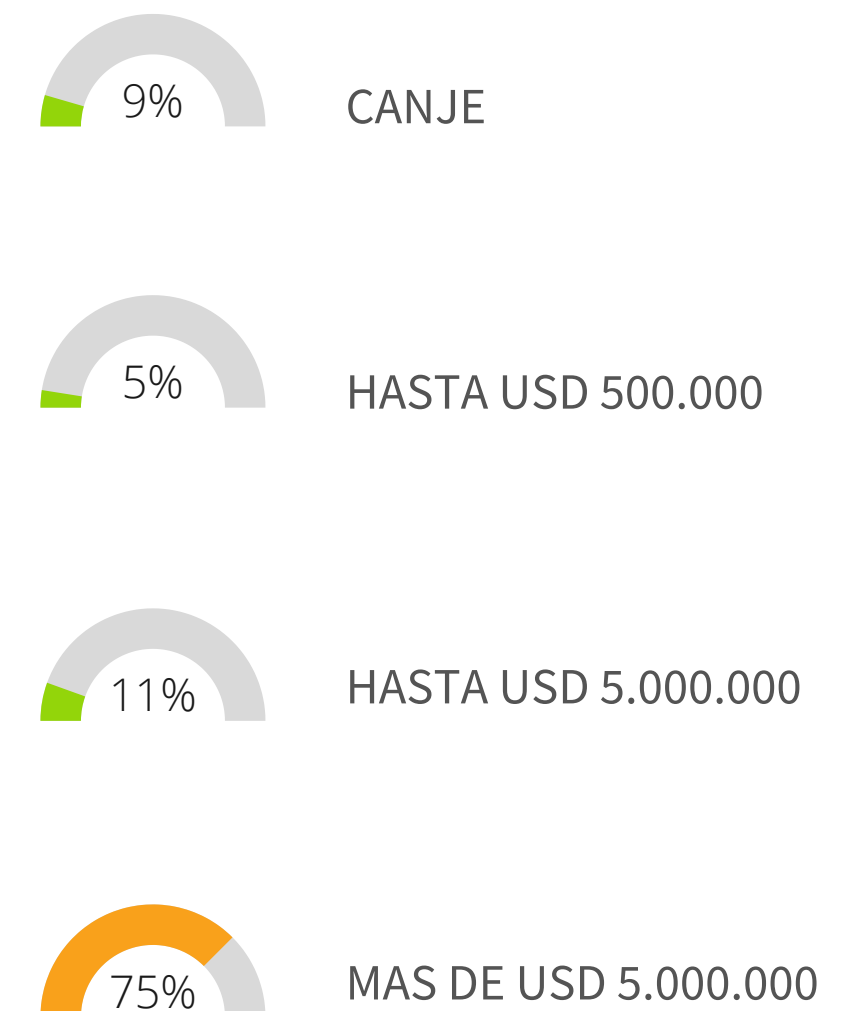 9%
CANJE
5%
HASTA USD 500.000
11%
HASTA USD 5.000.000
75%
MAS DE USD 5.000.000